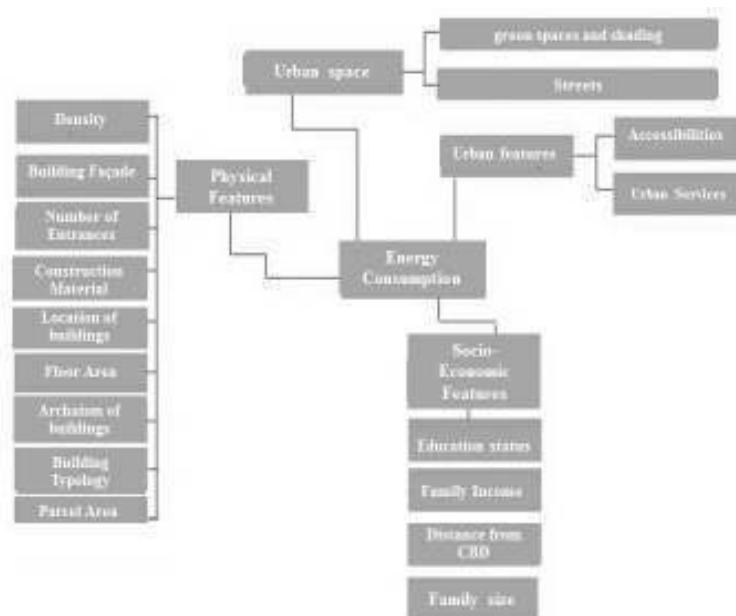 green spaces and shading
Urban space
Streets
Density
Accessibilities
Urban features
Building Façade
Physical
Features
Urban Services
Number of
Entrances
Energy
Consumption
Construction
Material
Location of
buildings
Socio-
Economic
Features
Floor Area
Archaism of
buildings
Education status
Building
Typology
Family Income
Parcel Area
Distance from
CBD
Family size